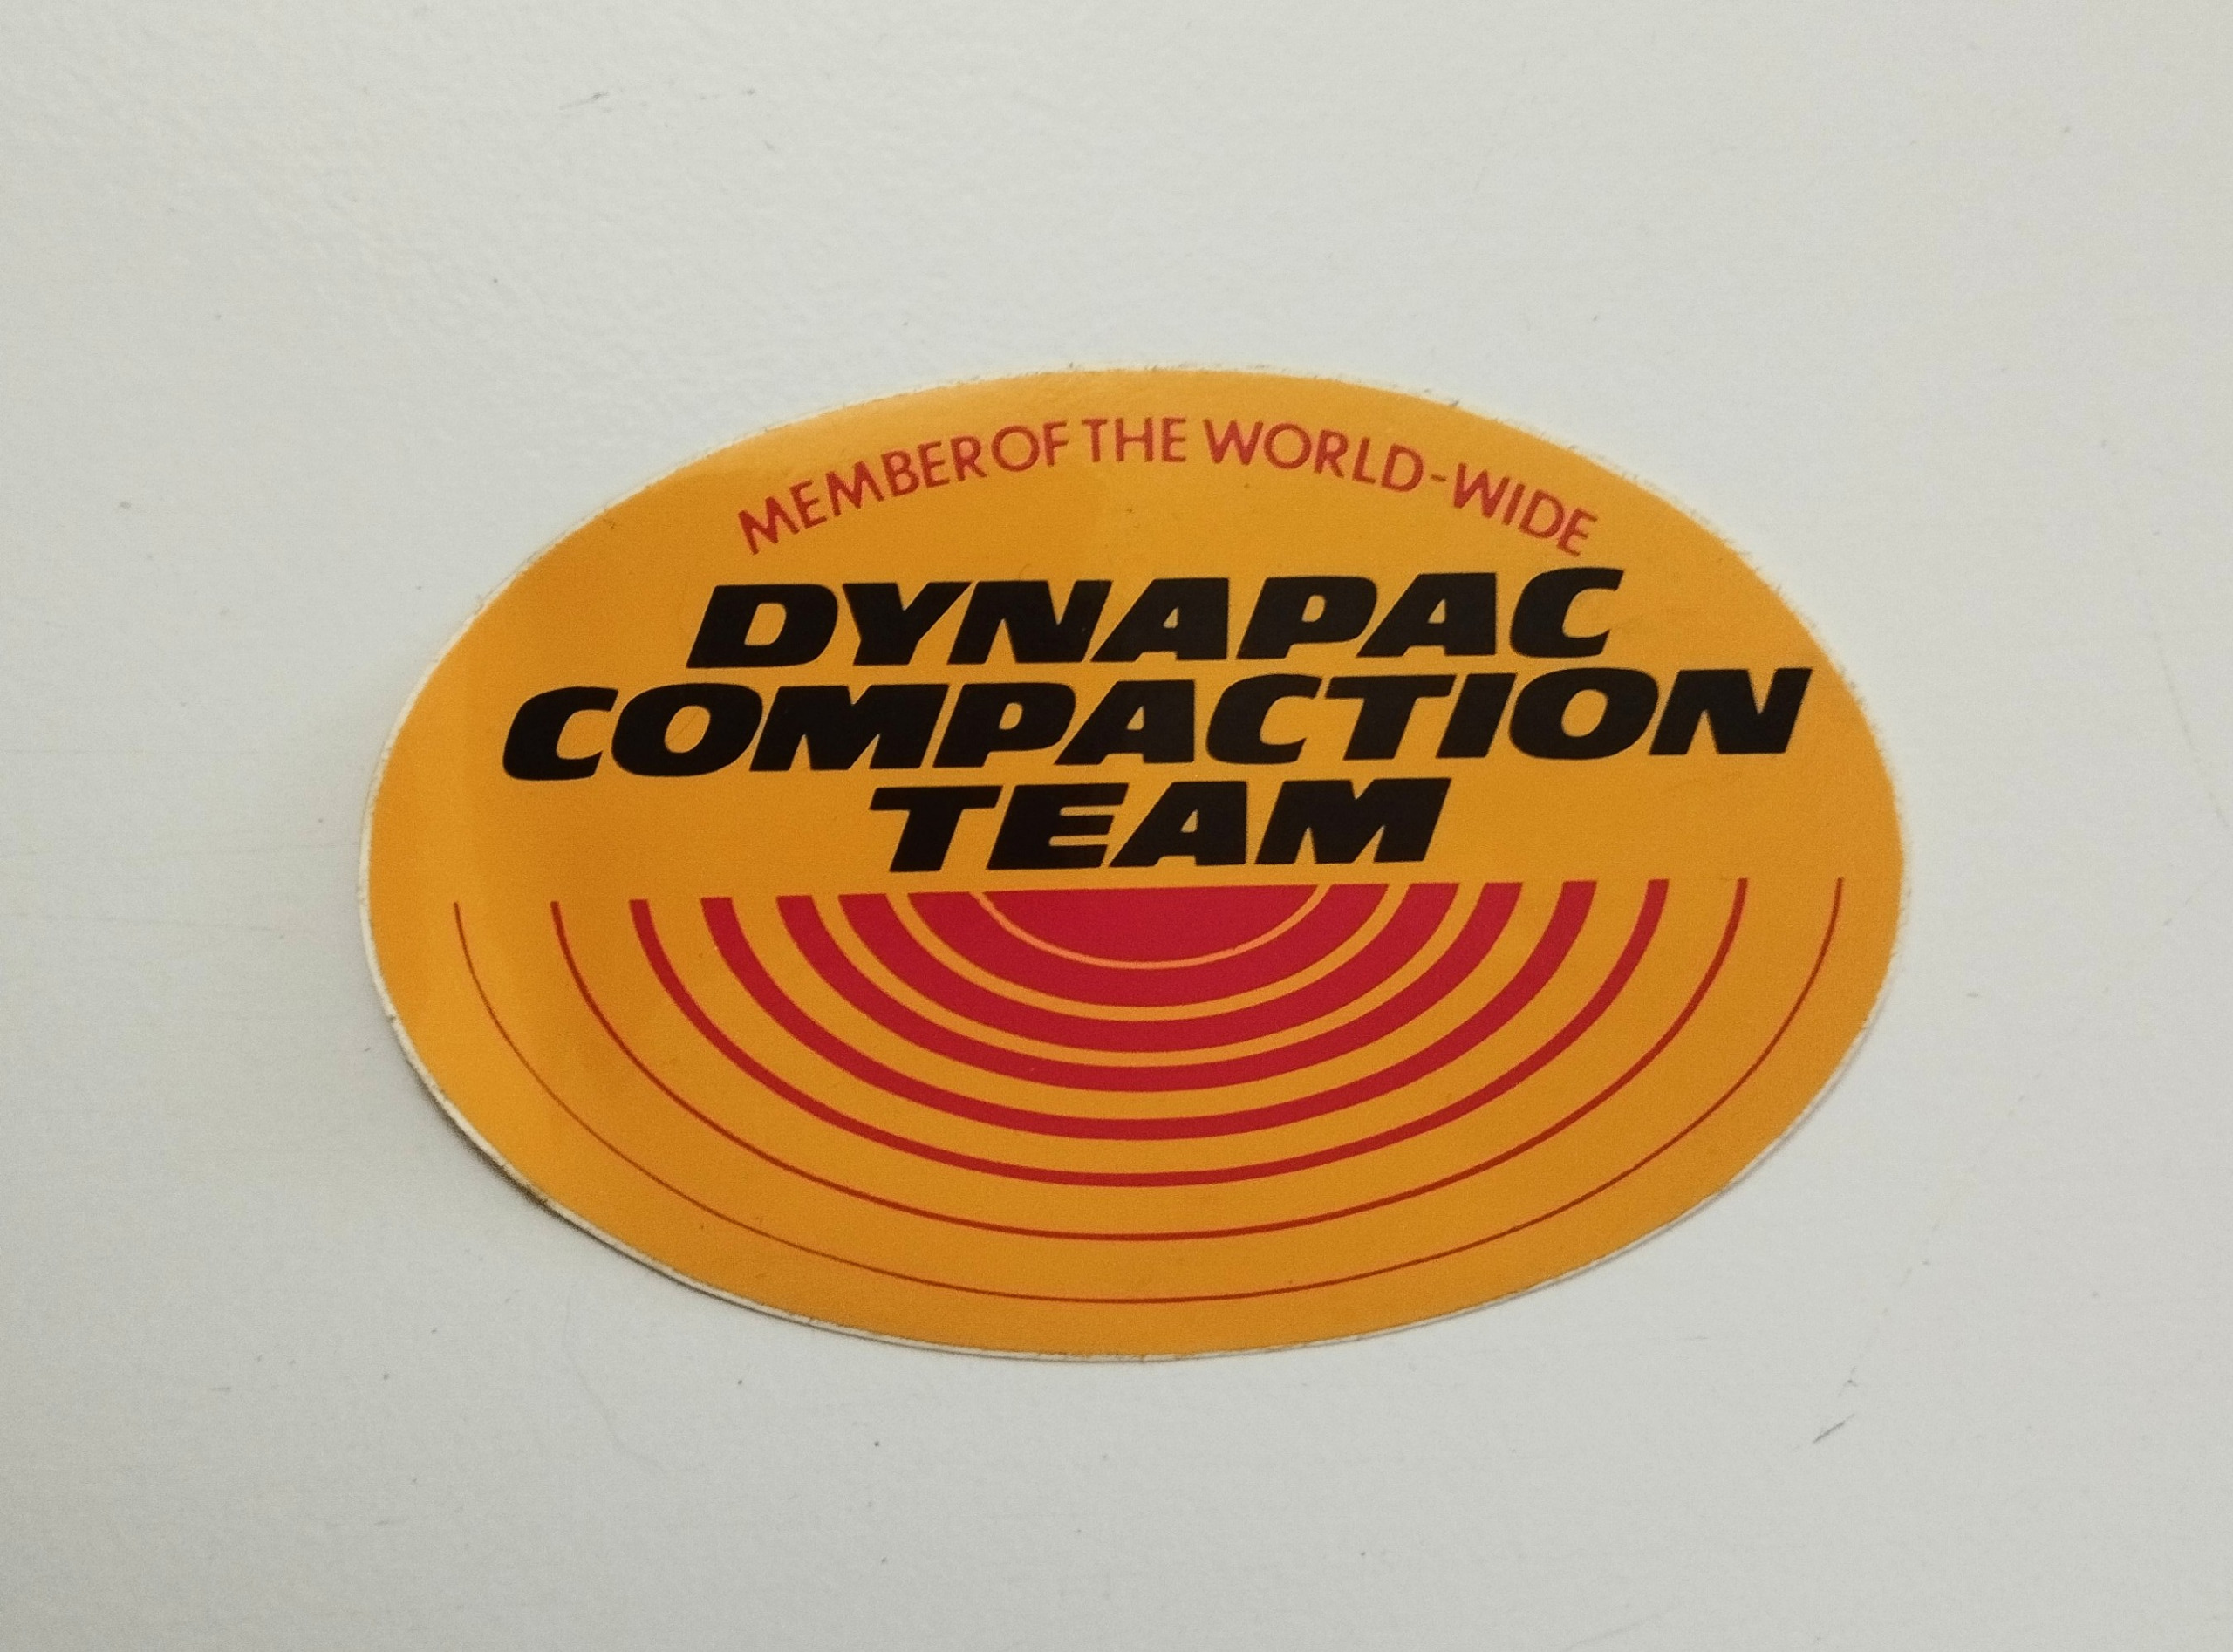 MEMBER OF THE WORLD-WIDE
DYNAPAC
COMPACTION
TEAM